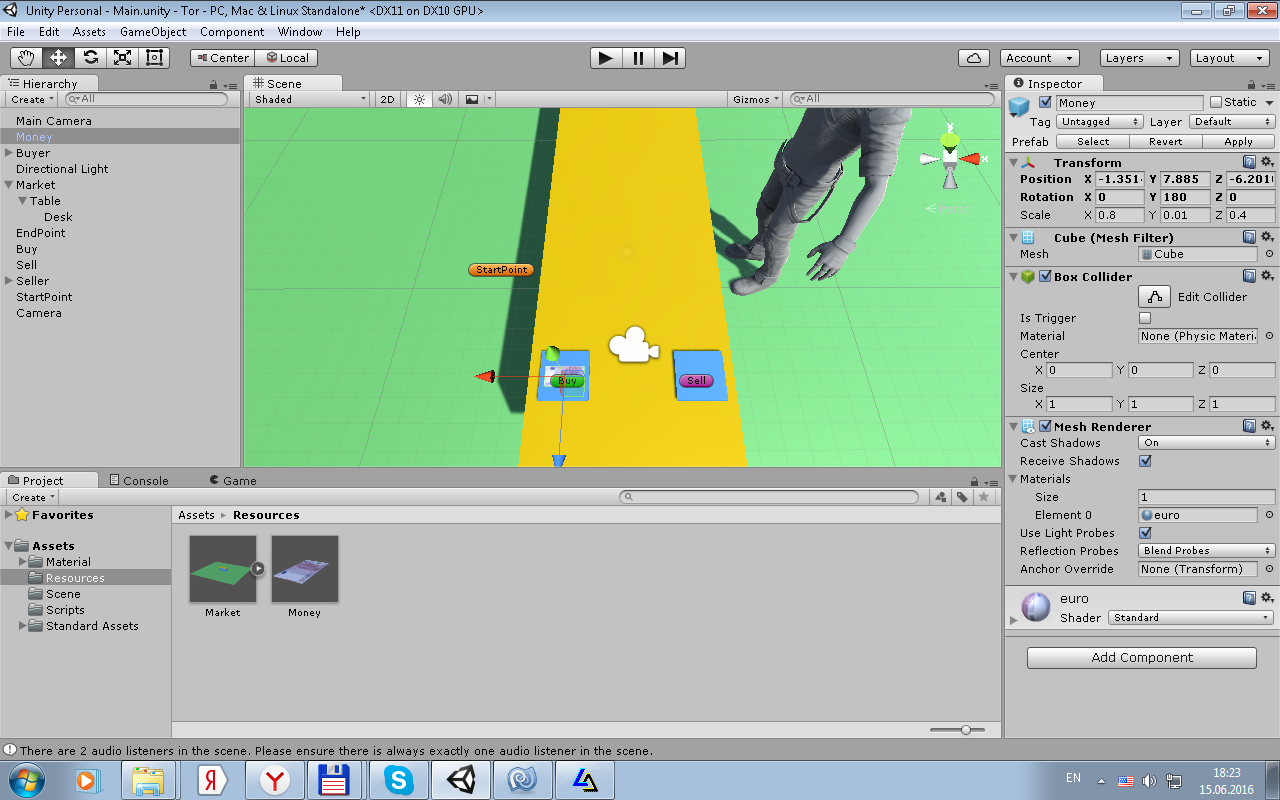 Unity Personal - Main.unity - Tor - PC, Mac & Linux Standalone* <DX11 on DX10 GPU>
File Edit Assets GameObject Component Window Help
Center Local Account Layers Layout
Hierarchy
Create All
Main Camera
Money
Buyer
Directional Light
Market
Table
Desk
EndPoint
Buy
Sell
Seller
StartPoint
Camera
Scene
Shaded 2D Gizmos All
y
x
StartPoint
Buy Sell
Inspector
Money Static
Tag Untagged Layer Default
Prefab Select Revert Apply
Transform
Position X -1.351 Y 7.885 Z -6.201
Rotation X 0 Y 180 Z 0
Scale X 0.8 Y 0.01 Z 0.4
Cube (Mesh Filter)
Mesh Cube
Box Collider
Edit Collider
Is Trigger
Material None (Physic Materi
Center
X 0 Y 0 Z 0
Size
X 1 Y 1 Z 1
Mesh Renderer
Cast Shadows On
Receive Shadows
Materials
Size 1
Element 0 euro
Use Light Probes
Reflection Probes Blend Probes
Anchor Override None (Transform)
euro
Shader Standard
Add Component
Project Console Game
Create
Favorites
Assets
Material
Resources
Scene
Scripts
Standard Assets
Assets Resources
Market Money
There are 2 audio listeners in the scene. Please ensure there is always exactly one audio listener in the scene.
EN
18:23
15.06.2016